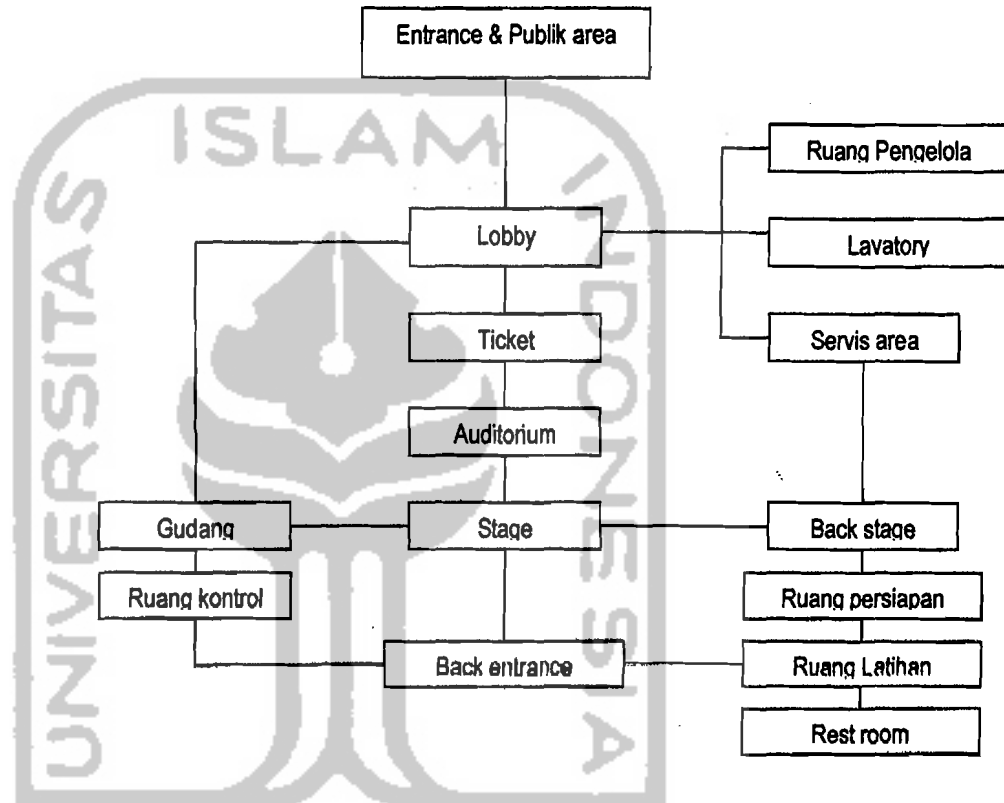 Entrance & Publik area
UNIVERSITAS ISLAM INDONESIA
Ruang Pengelola
Lobby
Lavatory
Ticket
Servis area
Auditorium
Gudang
Stage
Back stage
Ruang kontrol
Ruang persiapan
Back entrance
Ruang Latihan
Rest room